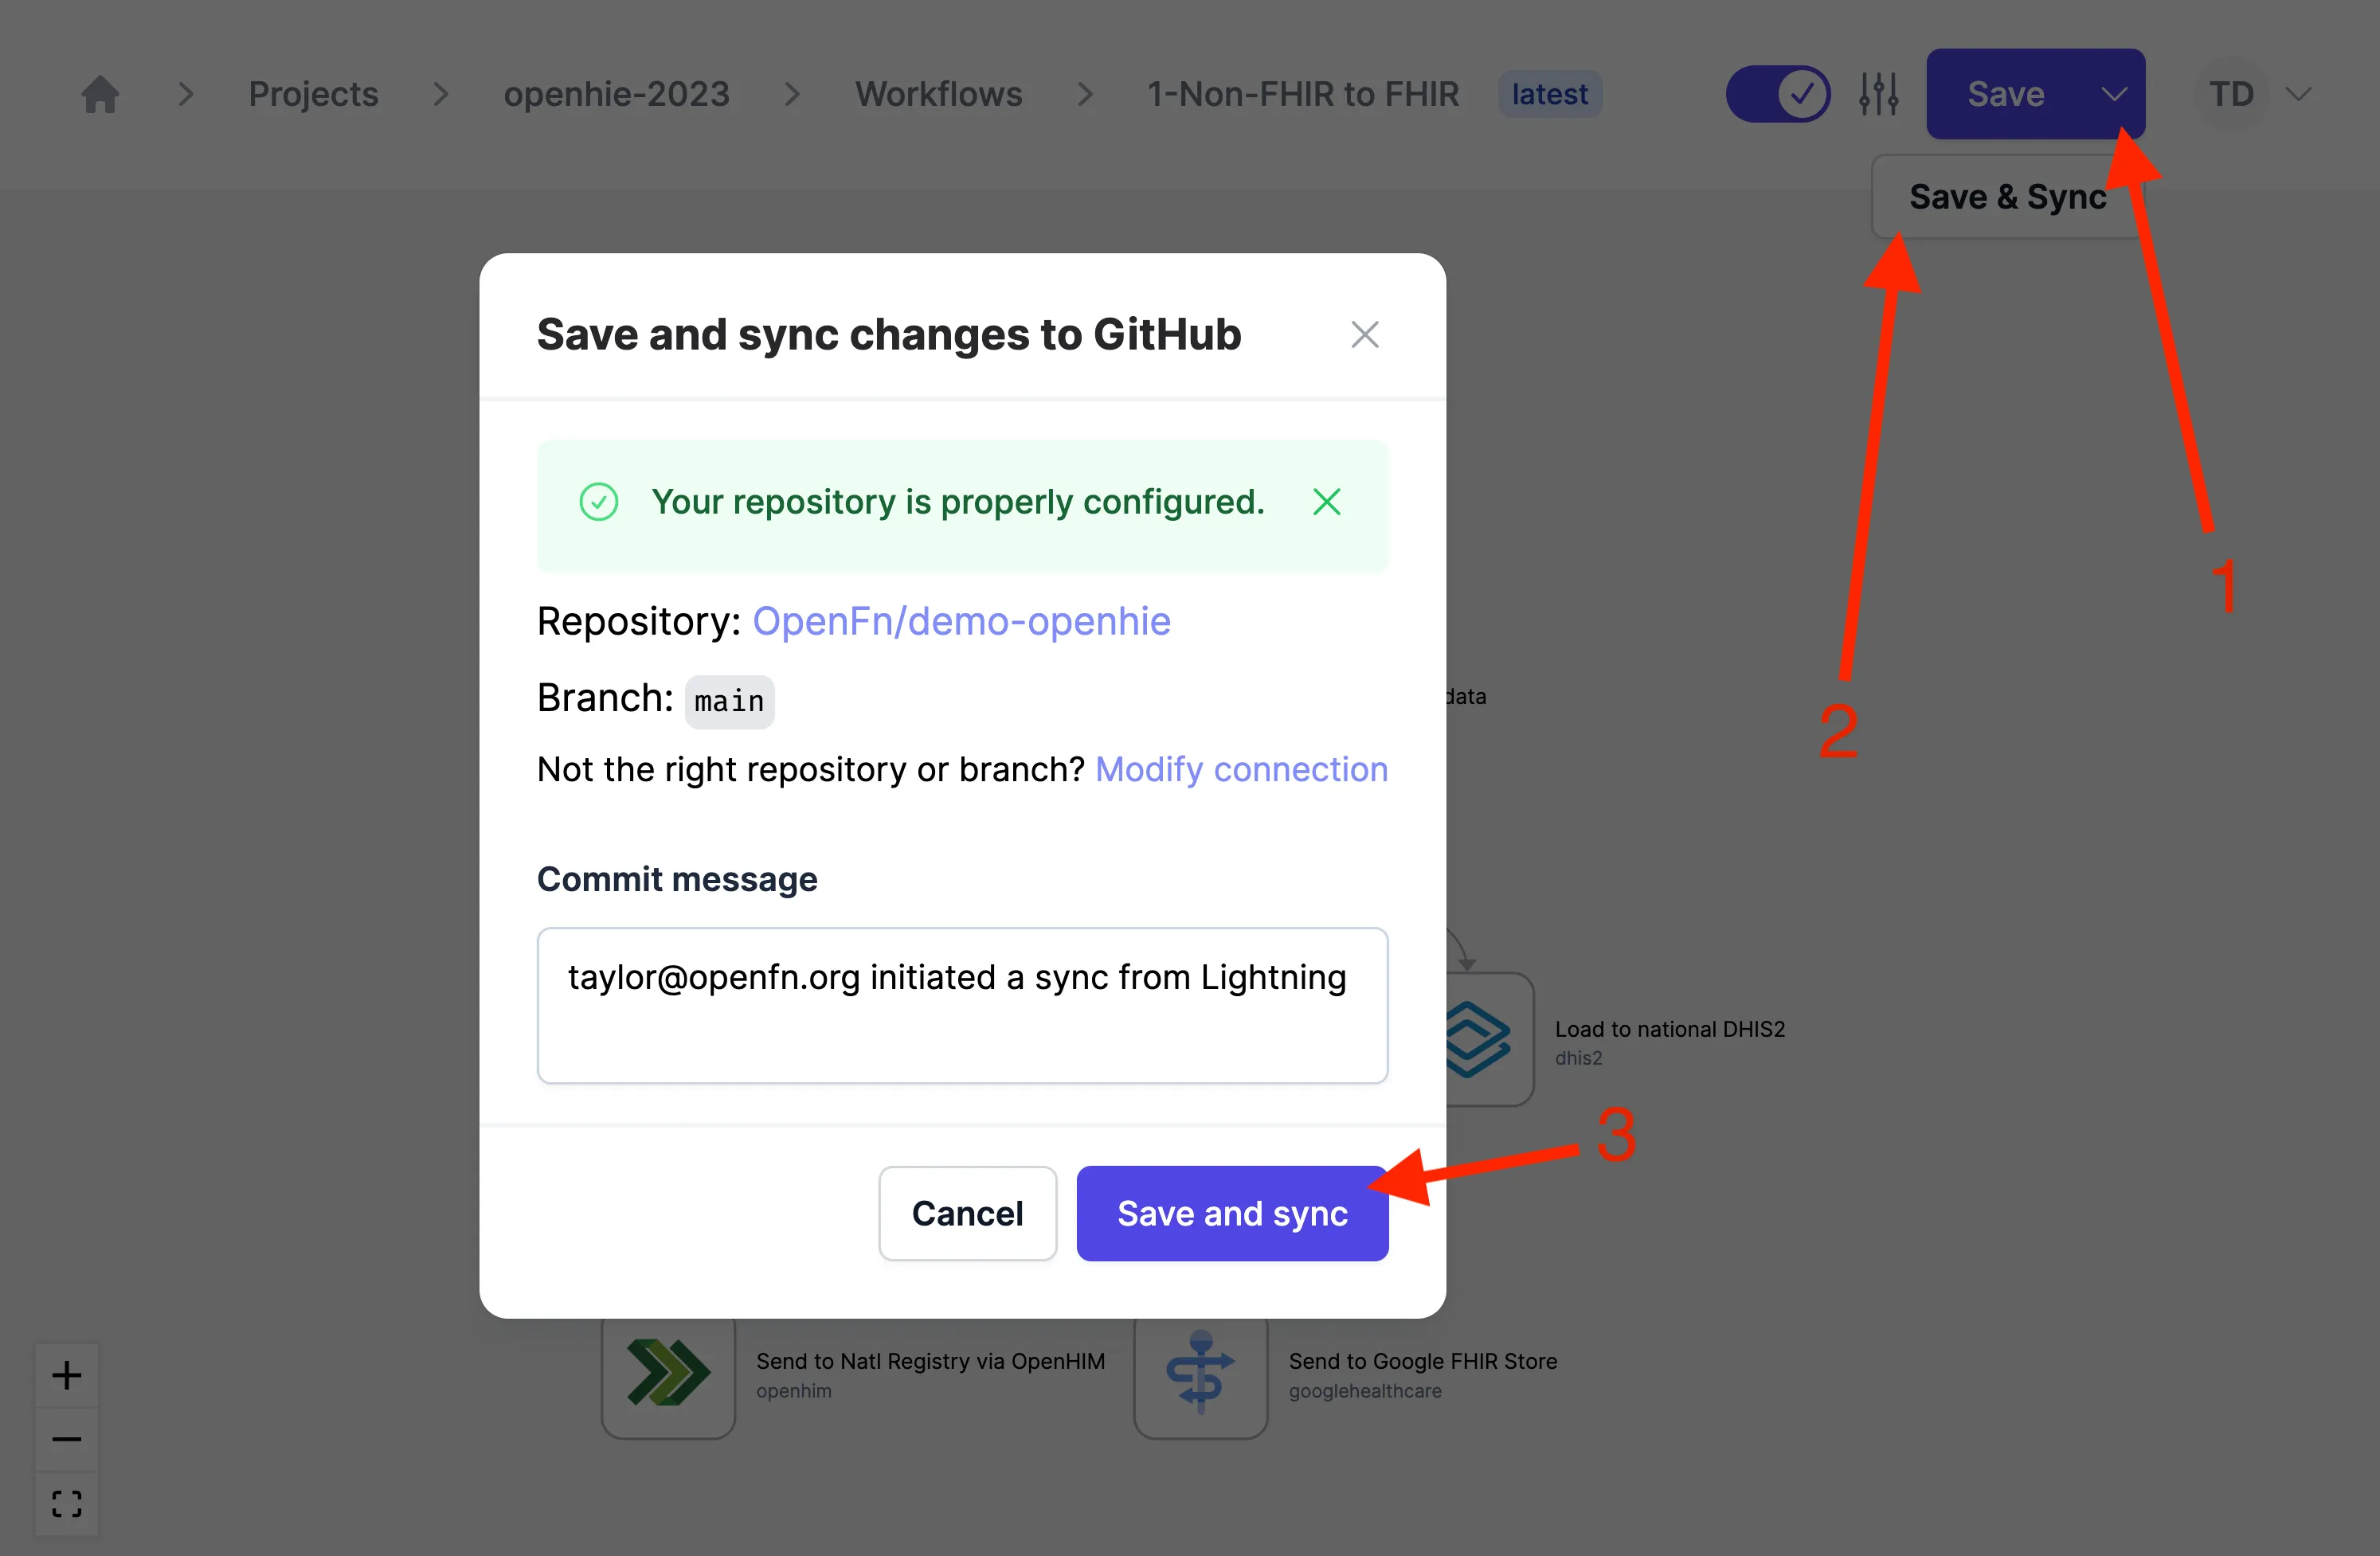 Projects
openhie-2023
Workflows
1-Non-FHIR to FHIR
latest
Save
TD
Save & Sync
Save and sync changes to GitHub
Your repository is properly configured.
1
Repository: OpenFn/demo-openhie
Branch: main
data
2
Not the right repository or branch? Modify connection
Commit message
taylor@openfn.org initiated a sync from Lightning
Load to national DHIS2
dhis2
3
Cancel
Save and sync
Send to Natl Registry via OpenHIM
openhim
Send to Google FHIR Store
googlehealthcare